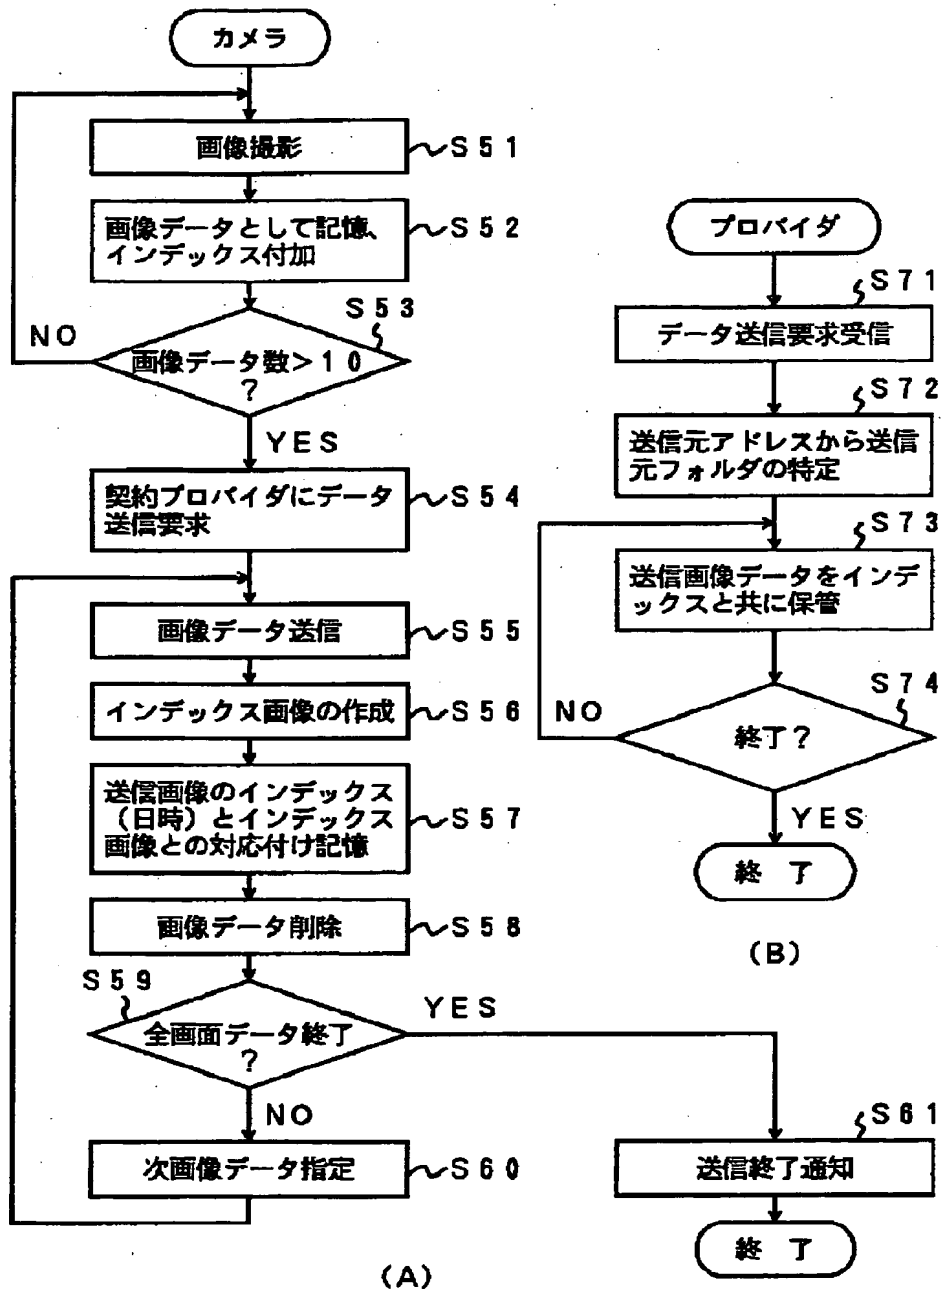 カメラ
画像撮影
S51
画像データとして記憶、
インデックス付加
S52
S53
画像データ数>10
?
NO
YES
契約プロバイダにデータ
送信要求
S54
画像データ送信
S55
インデックス画像の作成
S56
送信画像のインデックス
(日時)とインデックス
画像との対応付け記憶
S57
画像データ削除
S58
S59
全画面データ終了
?
YES
NO
次画像データ指定
S60
S61
送信終了通知
終 了
(A)
プロバイダ
S71
データ送信要求受信
S72
送信元アドレスから送信
元フォルダの特定
S73
送信画像データをインデ
ックスと共に保管
S74
終了?
NO
YES
終 了
(B)